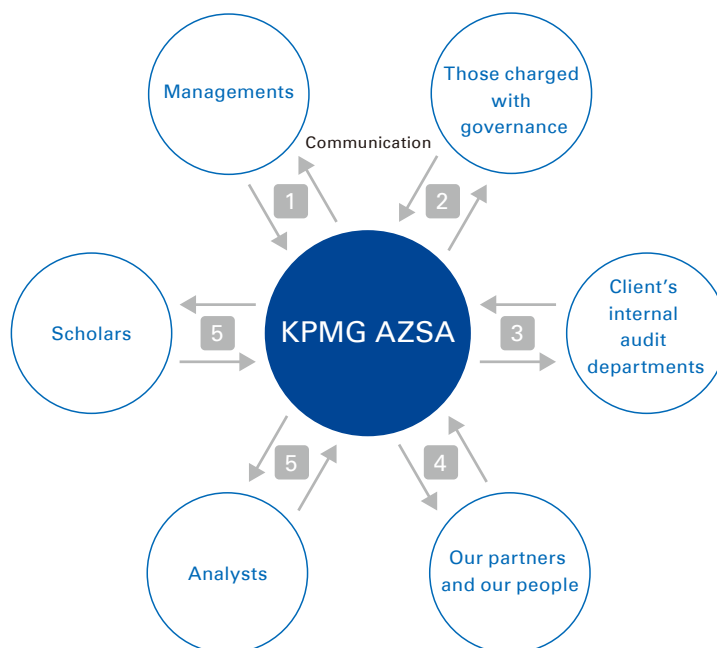 Managements
Those charged
with
governance
Communication
1
2
Scholars
5
KPMG AZSA
3
Client's
internal
audit
departments
5
4
Analysts
Our partners
and our people